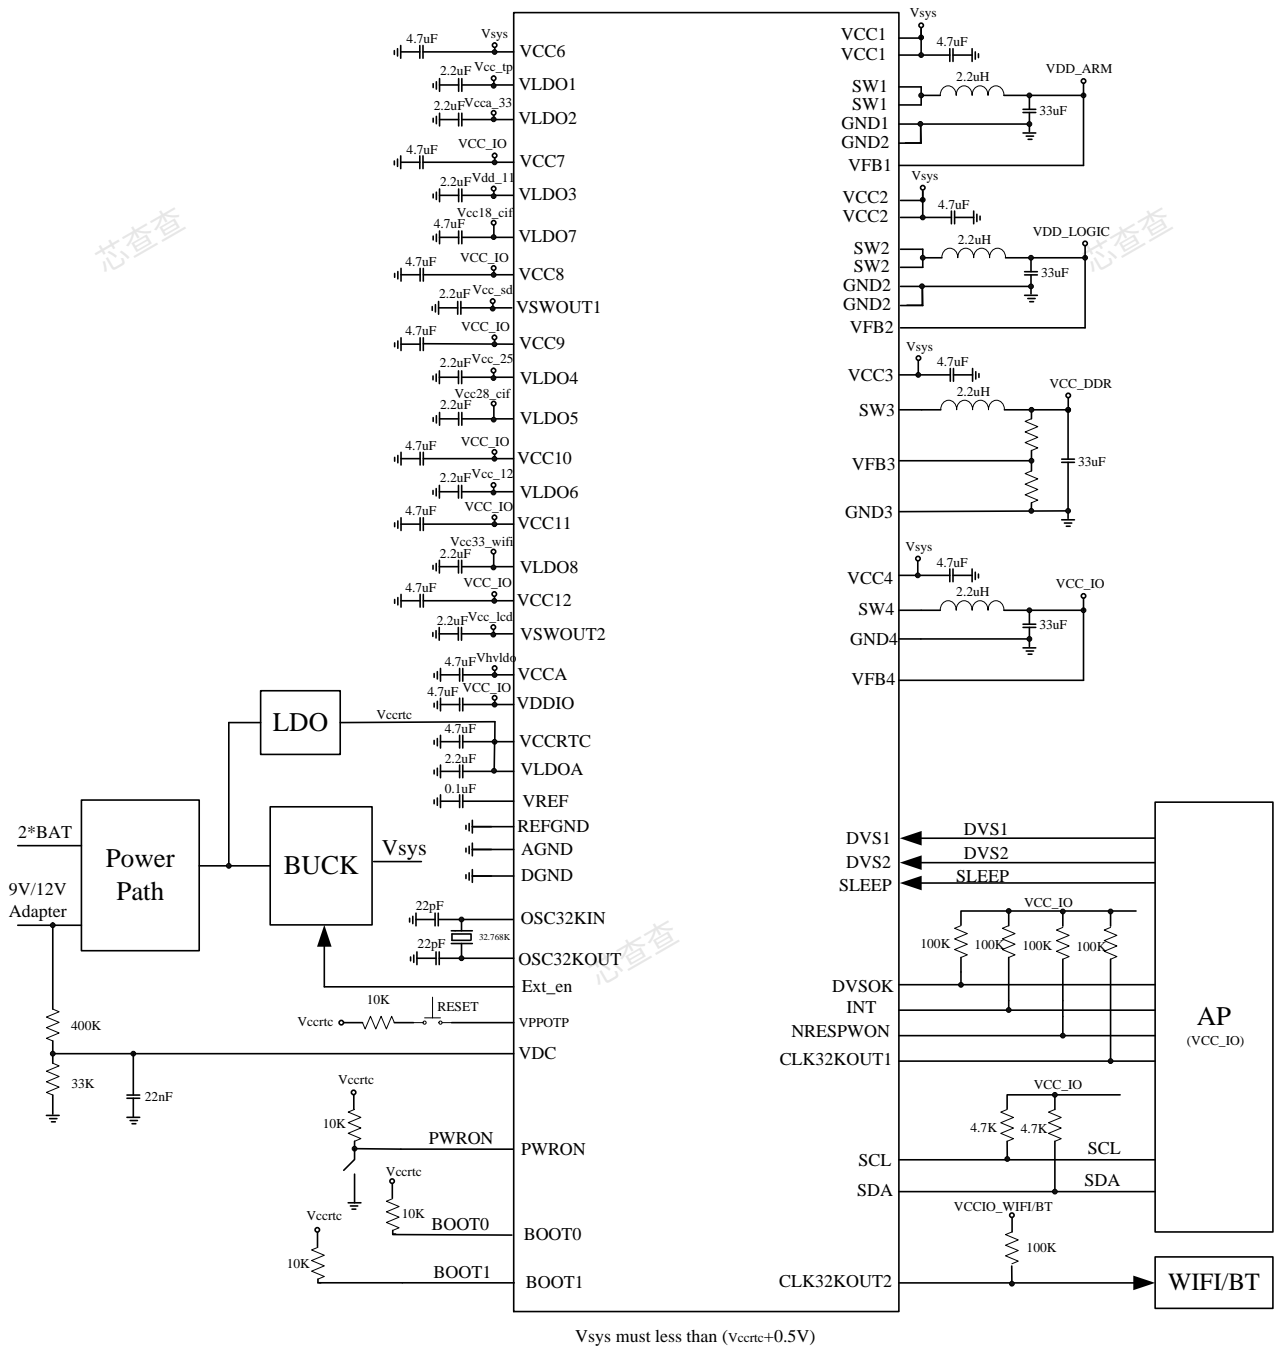 4.7uF Vsys VCC6
2.2uF Vcc_tp VLDO1
2.2uF Vcca_33 VLDO2
4.7uF VCC_IO VCC7
2.2uF Vdd_11 VLDO3
4.7uF Vcc18_cif VLDO7
4.7uF VCC_IO VCC8
2.2uF Vcc_sd VSWOUT1
4.7uF VCC_IO VCC9
2.2uF Vcc_25 VLDO4
2.2uF Vcc28_cif VLDO5
4.7uF VCC_IO VCC10
2.2uF Vcc_12 VLDO6
4.7uF VCC_IO VCC11
2.2uF Vcc33_wifi VLDO8
4.7uF VCC_IO VCC12
2.2uF Vcc_lcd VSWOUT2
4.7uF Vhvldo VCCA
4.7uF VCC_IO VDDIO
LDO Vccrtc
4.7uF VCCRTC
2.2uF VLDOA
0.1uF VREF
REFGND
AGND
DGND
2*BAT
9V/12V
Adapter
Power
Path
BUCK
Vsys
22pF OSC32KIN
32.768K
22pF OSC32KOUT
Ext_en
Vccrtc 10K RESET VPPOTP
400K
VDC
33K
22nF
Vccrtc
10K
PWRON PWRON
Vccrtc
10K
BOOT0 BOOT0
Vccrtc
10K
BOOT1 BOOT1
Vsys
VCC1
VCC1 4.7uF
SW1 2.2uH VDD_ARM
SW1
33uF
GND1
GND2
VFB1
Vsys
VCC2
VCC2 4.7uF
SW2 2.2uH VDD_LOGIC
SW2
33uF
GND2
GND2
VFB2
Vsys
VCC3 4.7uF
SW3 2.2uH VCC_DDR
VFB3 33uF
GND3
Vsys
VCC4 4.7uF
SW4 2.2uH VCC_IO
33uF
GND4
VFB4
DVS1 DVS1
DVS2 DVS2
SLEEP SLEEP
VCC_IO
100K 100K 100K 100K
DVSOK
INT
NRESPWON
CLK32KOUT1
AP
(VCC_IO)
VCC_IO
4.7K 4.7K
SCL SCL
SDA SDA
VCCIO_WIFI/BT
100K
CLK32KOUT2 WIFI/BT
Vsys must less than (Vccrtc+0.5V)
芯查查
芯查查
芯查查